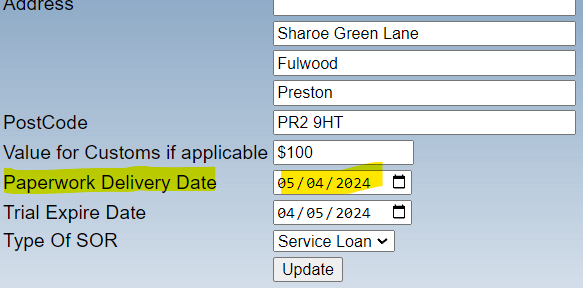 Address
Sharoe Green Lane
Fulwood
Preston
PostCode PR2 9HT
Value for Customs if applicable $100
Paperwork Delivery Date 05/04/2024
Trial Expire Date 04/05/2024
Type Of SOR Service Loan
Update